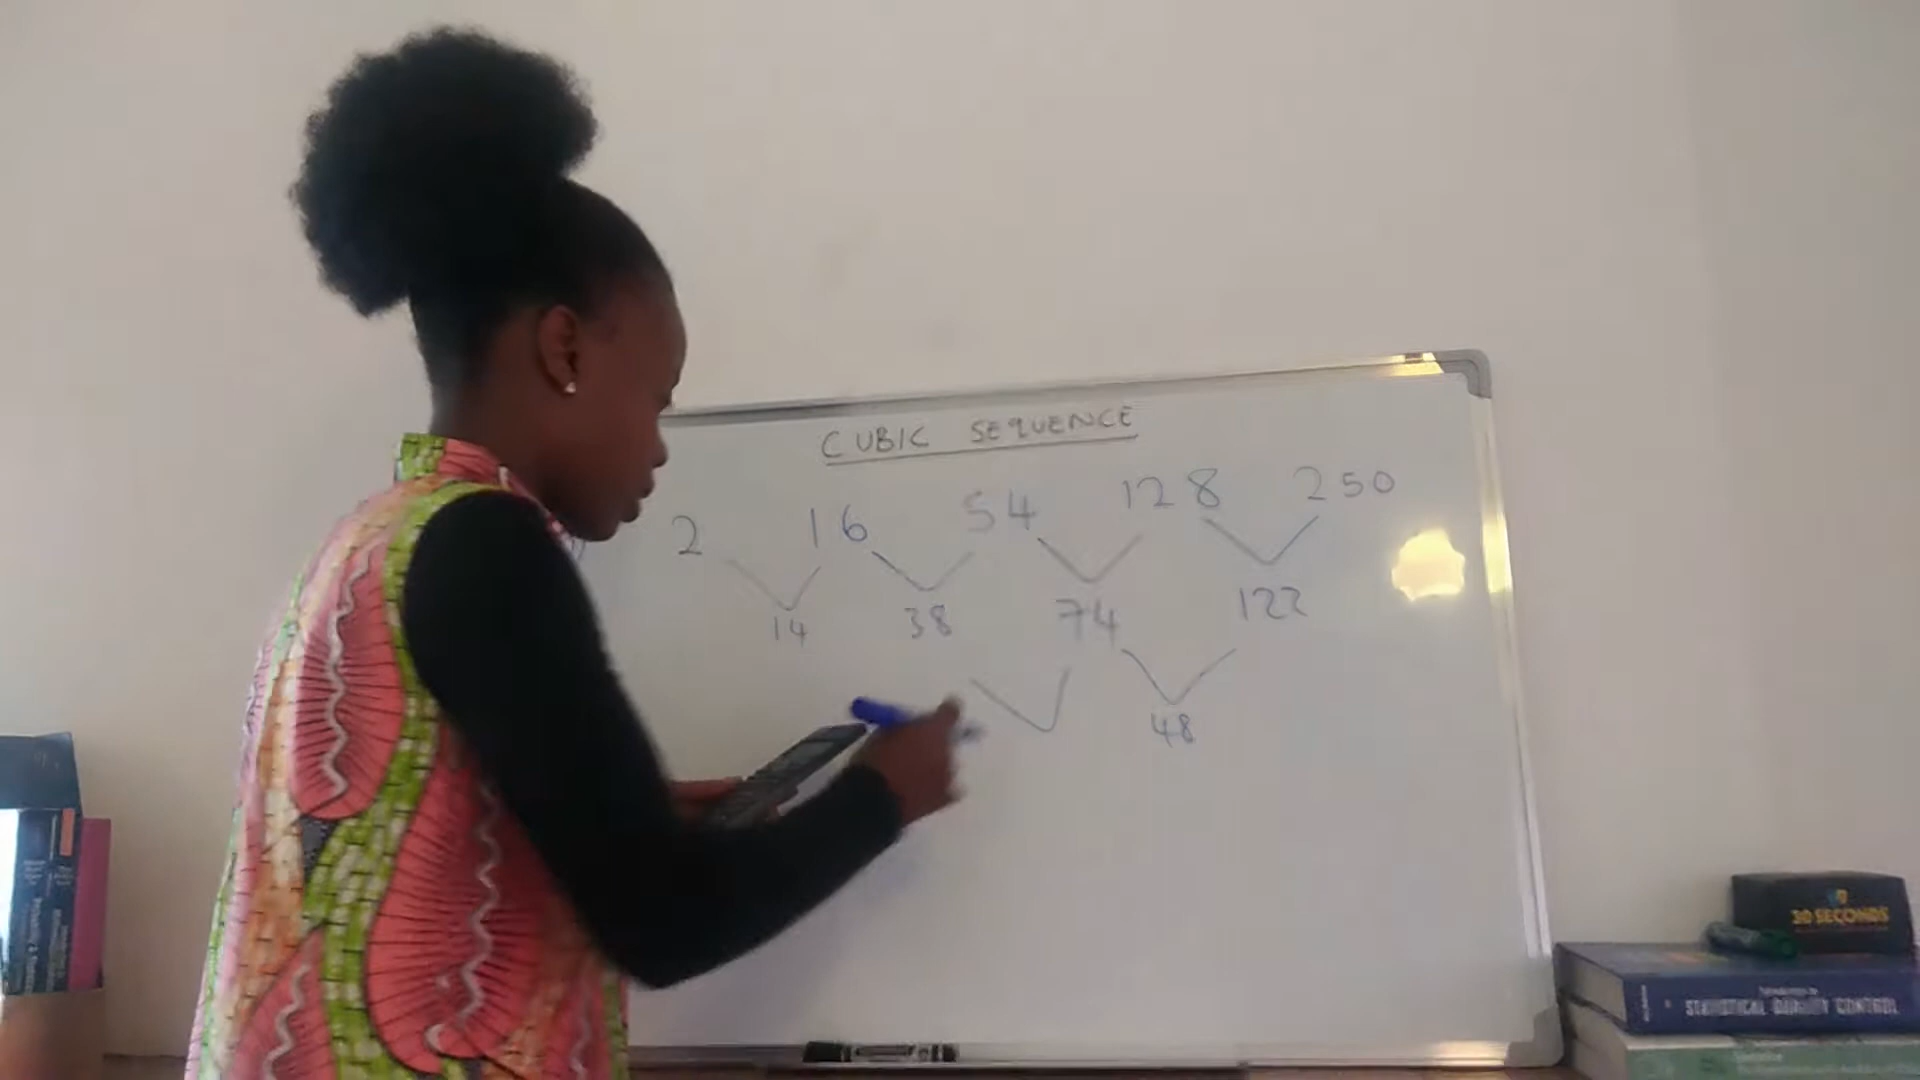 CUBIC SEQUENCE
2 16 54 128 250
14 38 74 122
48
30 SECONDS
STATISTICAL QUALITY CONTROL